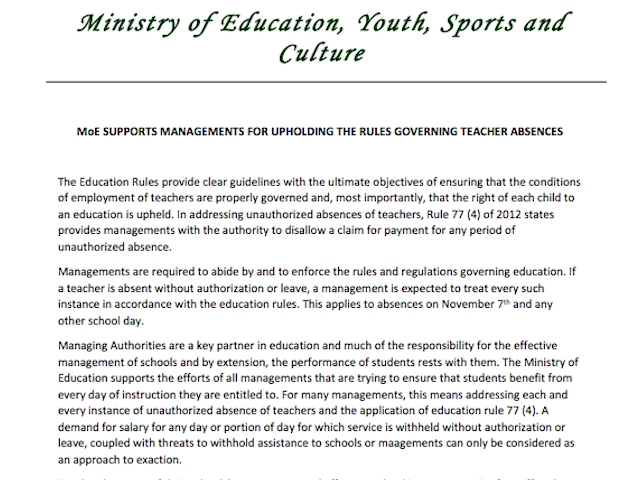 Ministry of Education, Youth, Sports and
Culture
MoE SUPPORTS MANAGEMENTS FOR UPHOLDING THE RULES GOVERNING TEACHER ABSENCES
The Education Rules provide clear guidelines with the ultimate objectives of ensuring that the conditions
of employment of teachers are properly governed and, most importantly, that the right of each child to
an education is upheld. In addressing unauthorized absences of teachers, Rule 77 (4) of 2012 states
provides managements with the authority to disallow a claim for payment for any period of
unauthorized absence.
Managements are required to abide by and to enforce the rules and regulations governing education. If
a teacher is absent without authorization or leave, a management is expected to treat every such
instance in accordance with the education rules. This applies to absences on November 7th and any
other school day.
Managing Authorities are a key partner in education and much of the responsibility for the effective
management of schools and by extension, the performance of students rests with them. The Ministry of
Education supports the efforts of all managements that are trying to ensure that students benefit from
every day of instruction they are entitled to. For many managements, this means addressing each and
every instance of unauthorized absence of teachers and the application of education rule 77 (4). A
demand for salary for any day or portion of day for which service is withheld without authorization or
leave, coupled with threats to withhold assistance to schools or maagements can only be considered as
an approach to exaction.